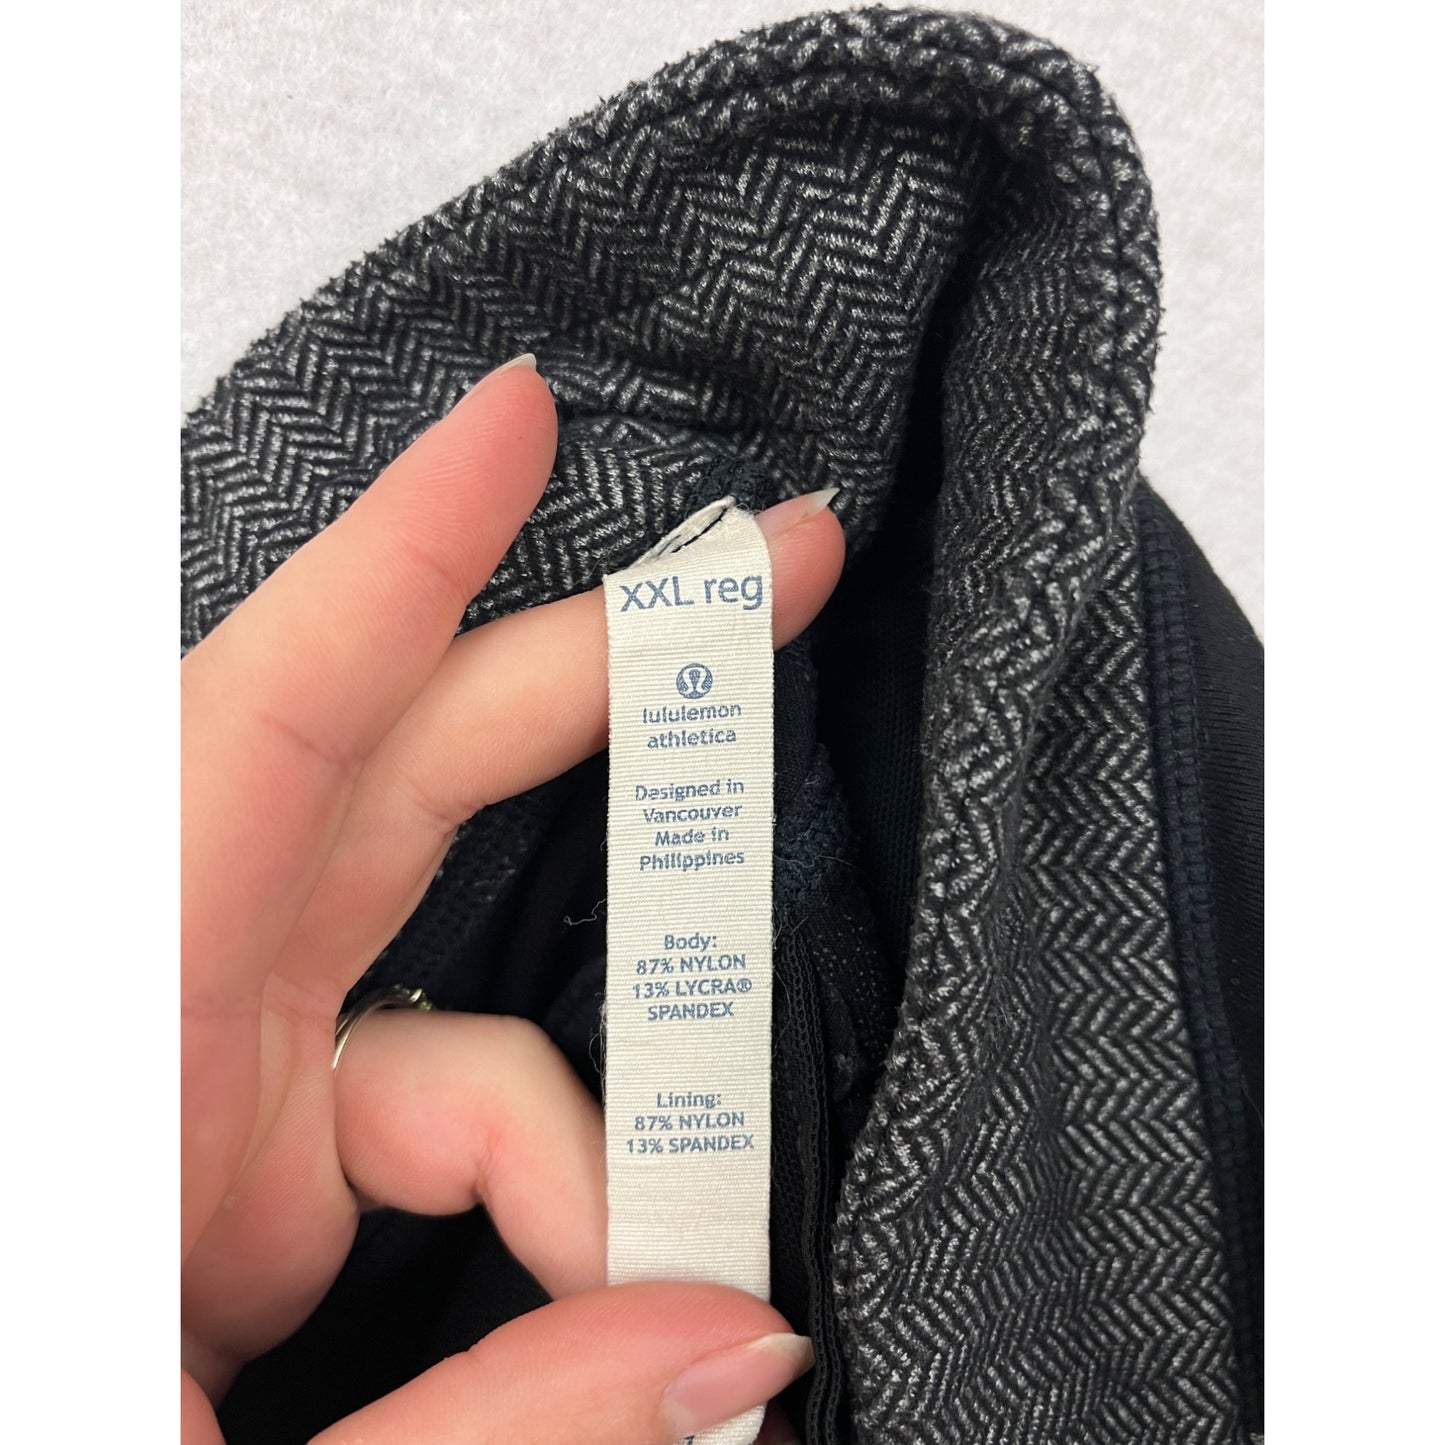 XXL reg
lululemon
athletica
Designed in
Vancouver
Made in
Philippines
Body:
87% NYLON
13% LYCRA®
SPANDEX
Lining:
87% NYLON
13% SPANDEX